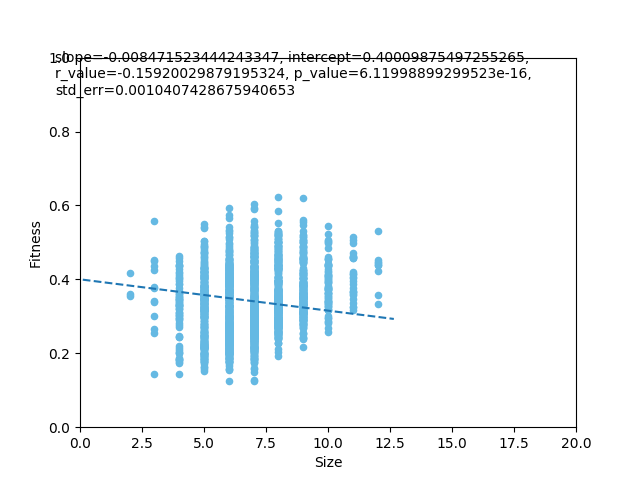 slope=-0.008471523444243347, intercept=0.40009875497255265,
r_value=-0.15920029879195324, p_value=6.11998899299523e-16,
std_err=0.0010407428675940653
1.0
0.8
0.6
0.4
0.2
0.0
Fitness
0.0 2.5 5.0 7.5 10.0 12.5 15.0 17.5 20.0
Size